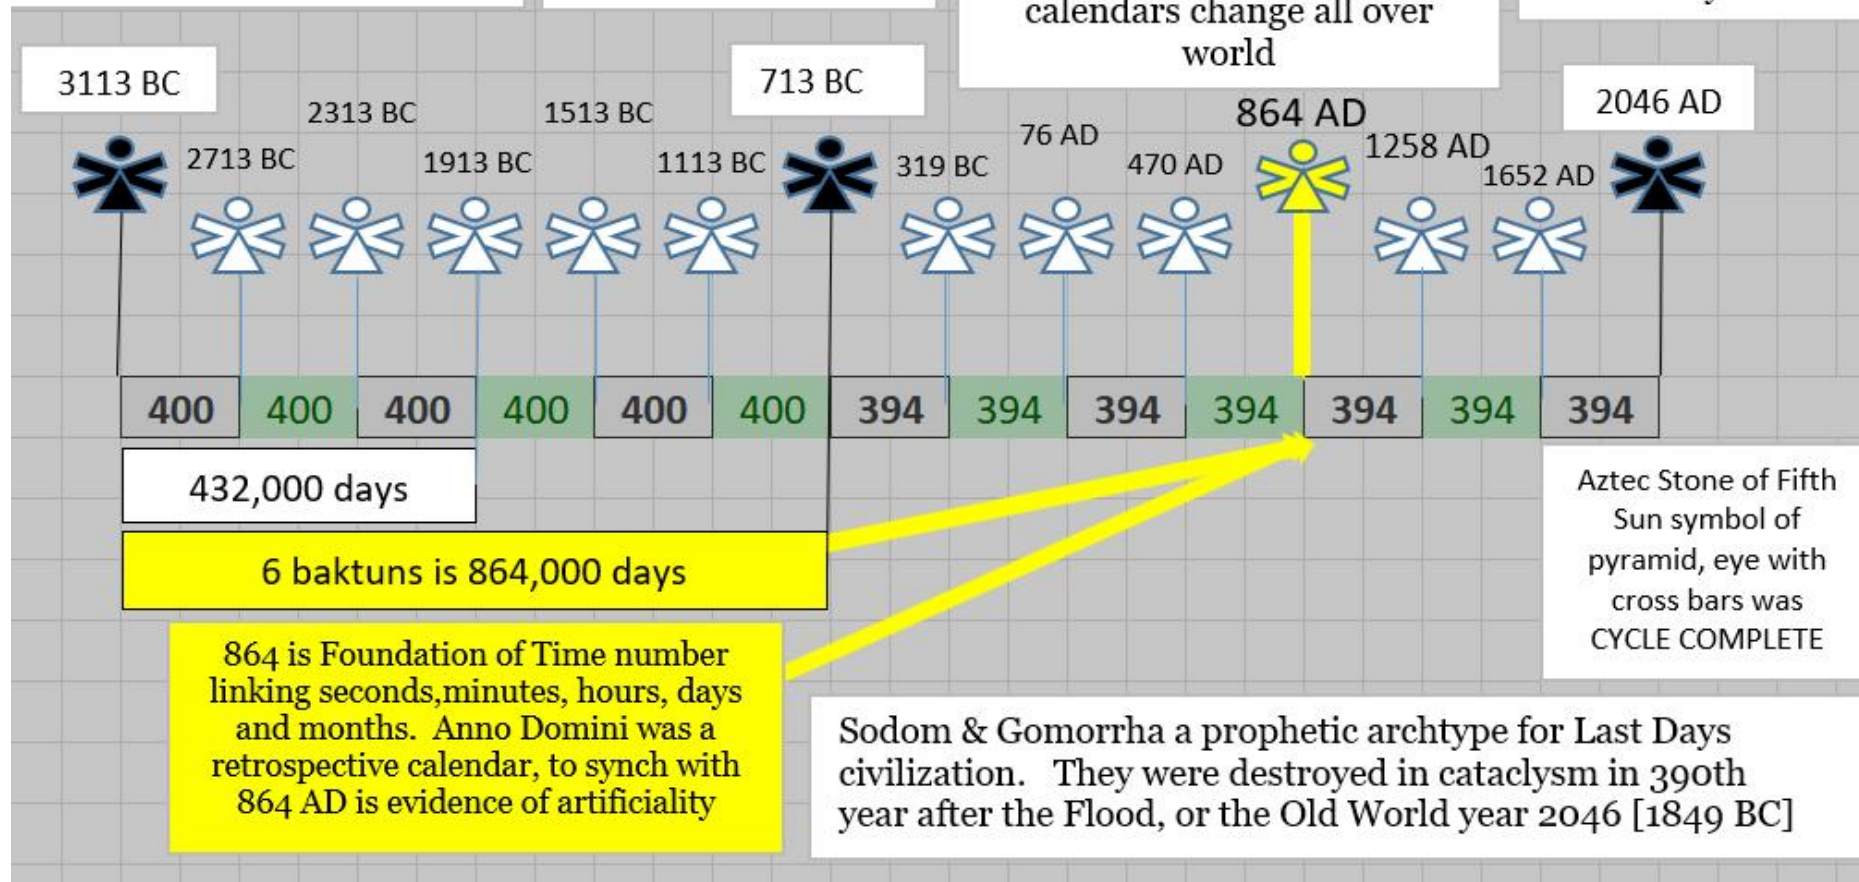 calendars change all over
world
3113 BC
713 BC
2046 AD
2313 BC
1513 BC
864 AD
2713 BC
1913 BC
1113 BC
319 BC
76 AD
470 AD
1258 AD
1652 AD
400 400 400 400 400 400 394 394 394 394 394 394 394
432,000 days
6 baktuns is 864,000 days
864 is Foundation of Time number
linking seconds,minutes, hours, days
and months. Anno Domini was a
retrospective calendar, to synch with
864 AD is evidence of artificiality
Aztec Stone of Fifth
Sun symbol of
pyramid, eye with
cross bars was
CYCLE COMPLETE
Sodom & Gomorrha a prophetic archtype for Last Days
civilization. They were destroyed in cataclysm in 390th
year after the Flood, or the Old World year 2046 [1849 BC]